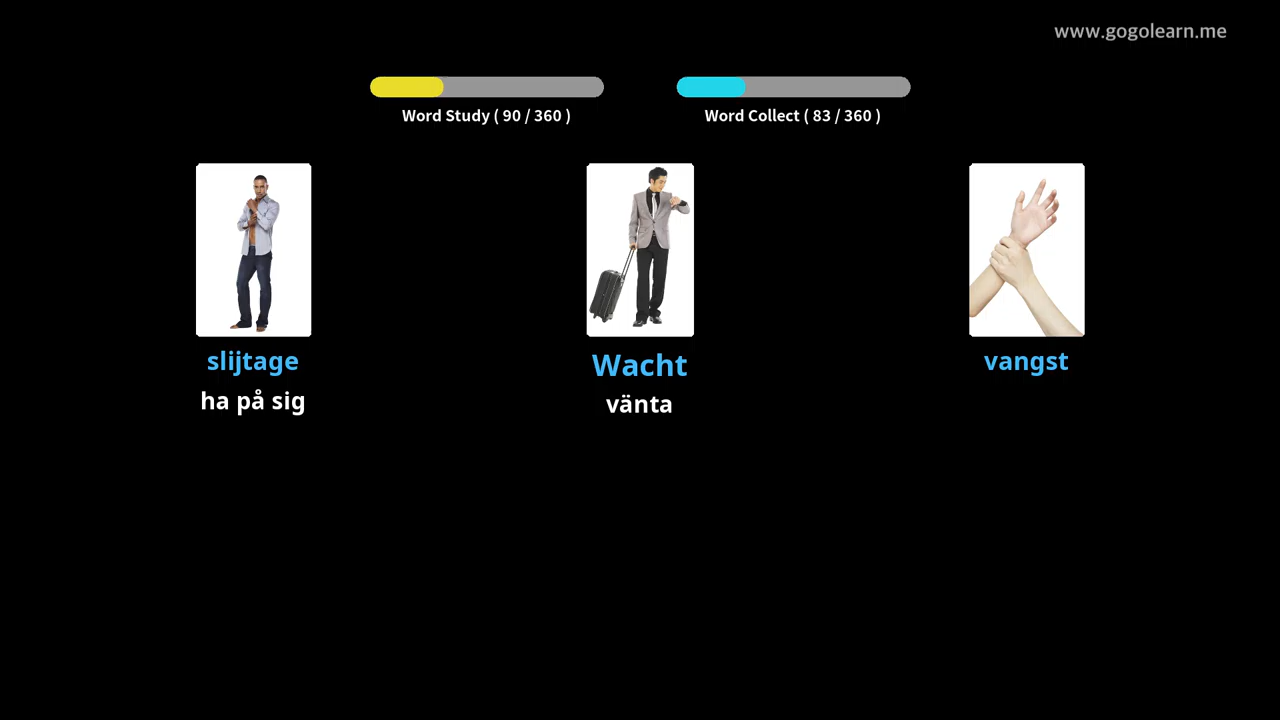 www.gogolearn.me
Word Study ( 90 / 360 )
Word Collect ( 83 / 360 )
slijtage
ha på sig
Wacht
vänta
vangst